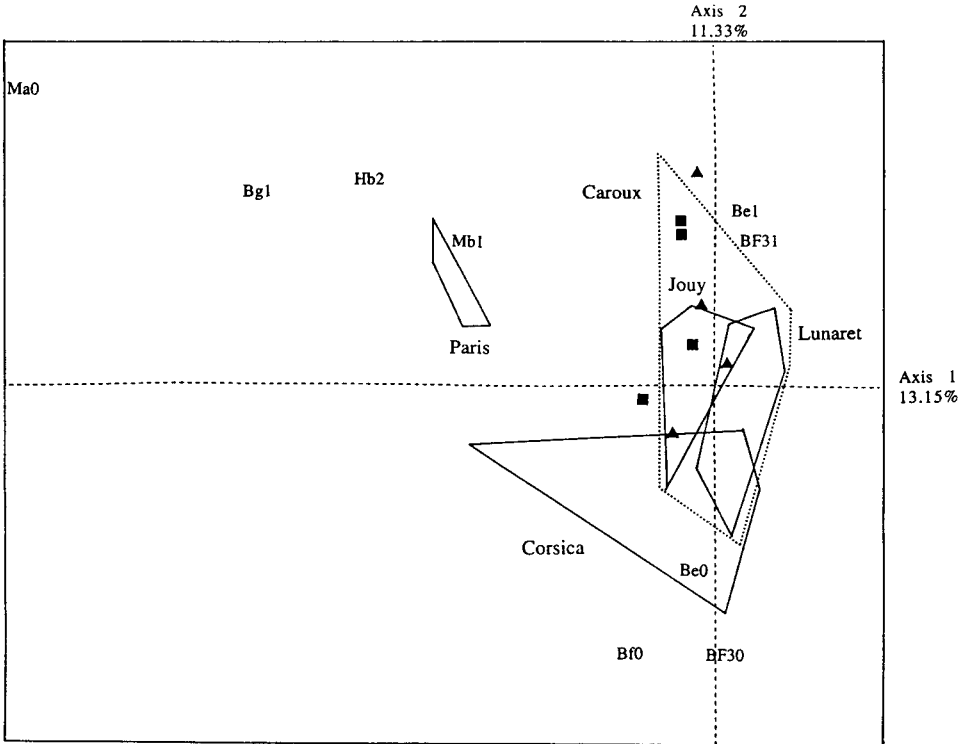 Axis 2
11.33%
Ma0
Bg1
Hb2
Caroux
Be1
Mb1
BF31
Jouy
Paris
Lunaret
Axis 1
13.15%
Corsica
Be0
Bf0
BF30